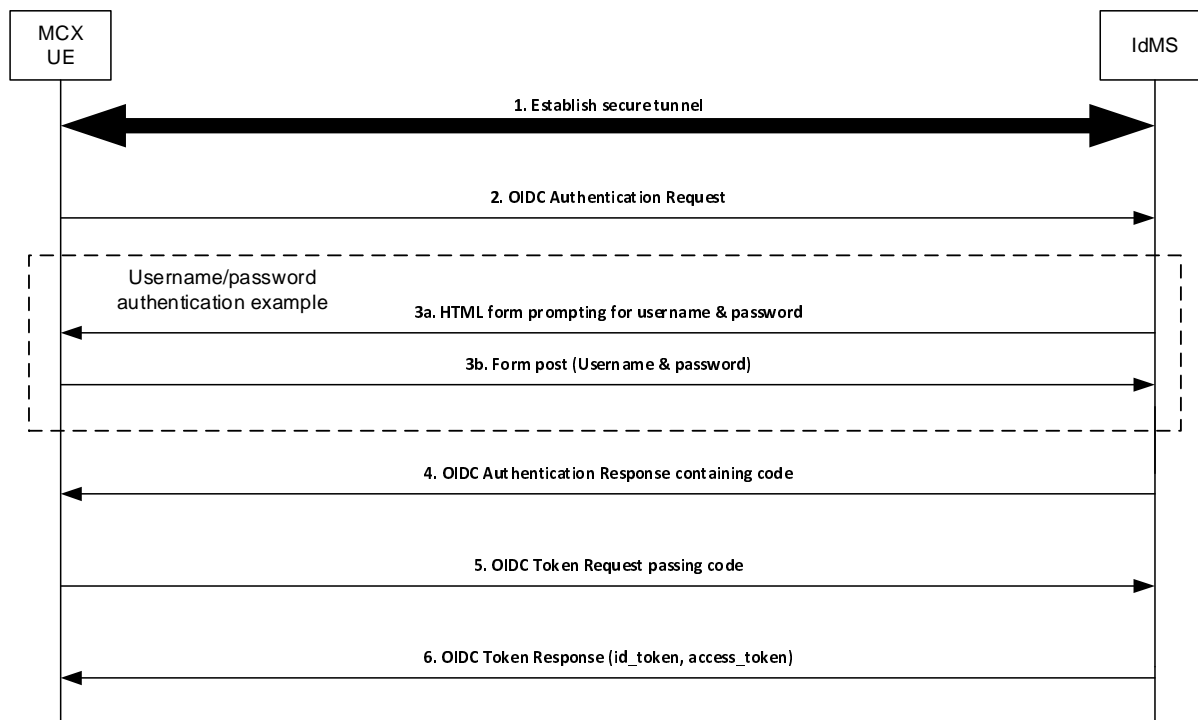 MCX
UE
IdMS
1. Establish secure tunnel
2. OIDC Authentication Request
Username/password
authentication example
3a. HTML form prompting for username & password
3b. Form post (Username & password)
4. OIDC Authentication Response containing code
5. OIDC Token Request passing code
6. OIDC Token Response (id_token, access_token)